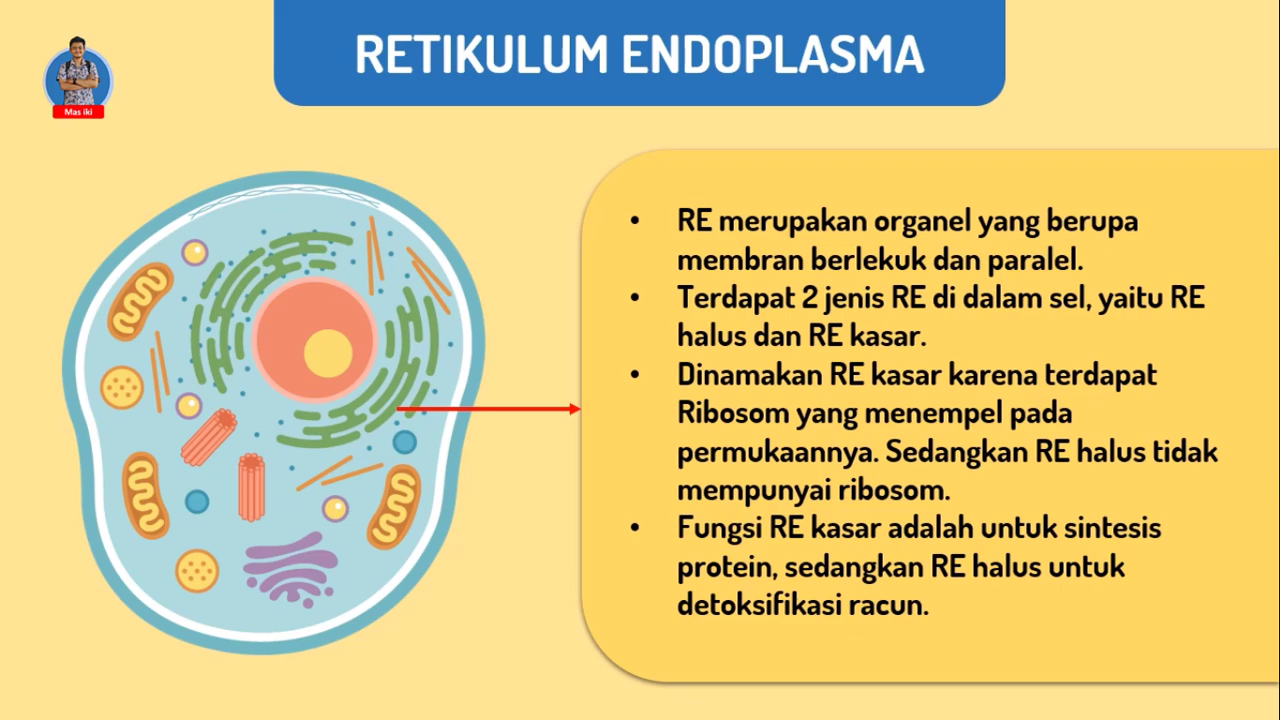 RETIKULUM ENDOPLASMA
Mas iki
• RE merupakan organel yang berupa
membran berlekuk dan paralel.
• Terdapat 2 jenis RE di dalam sel, yaitu RE
halus dan RE kasar.
• Dinamakan RE kasar karena terdapat
Ribosom yang menempel pada
permukaannya. Sedangkan RE halus tidak
mempunyai ribosom.
• Fungsi RE kasar adalah untuk sintesis
protein, sedangkan RE halus untuk
detoksifikasi racun.